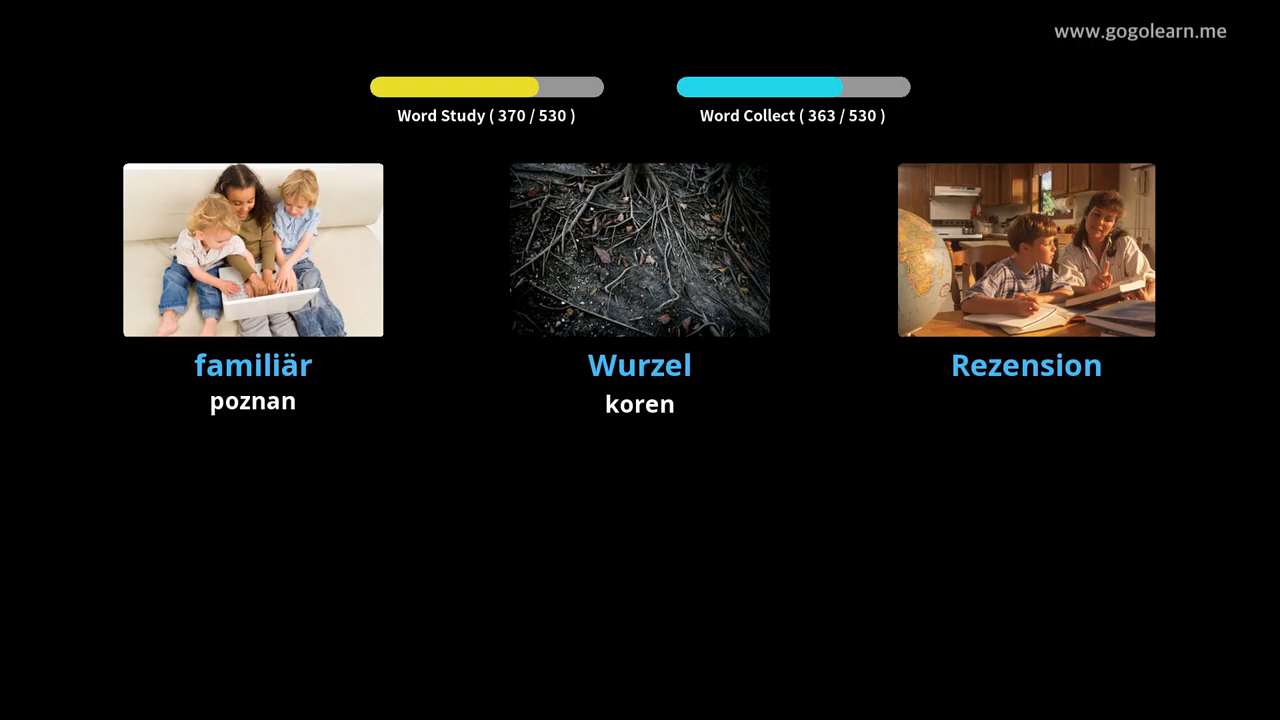 www.gogolearn.me
Word Study ( 370 / 530 )
Word Collect ( 363 / 530 )
familiär
poznan
Wurzel
koren
Rezension